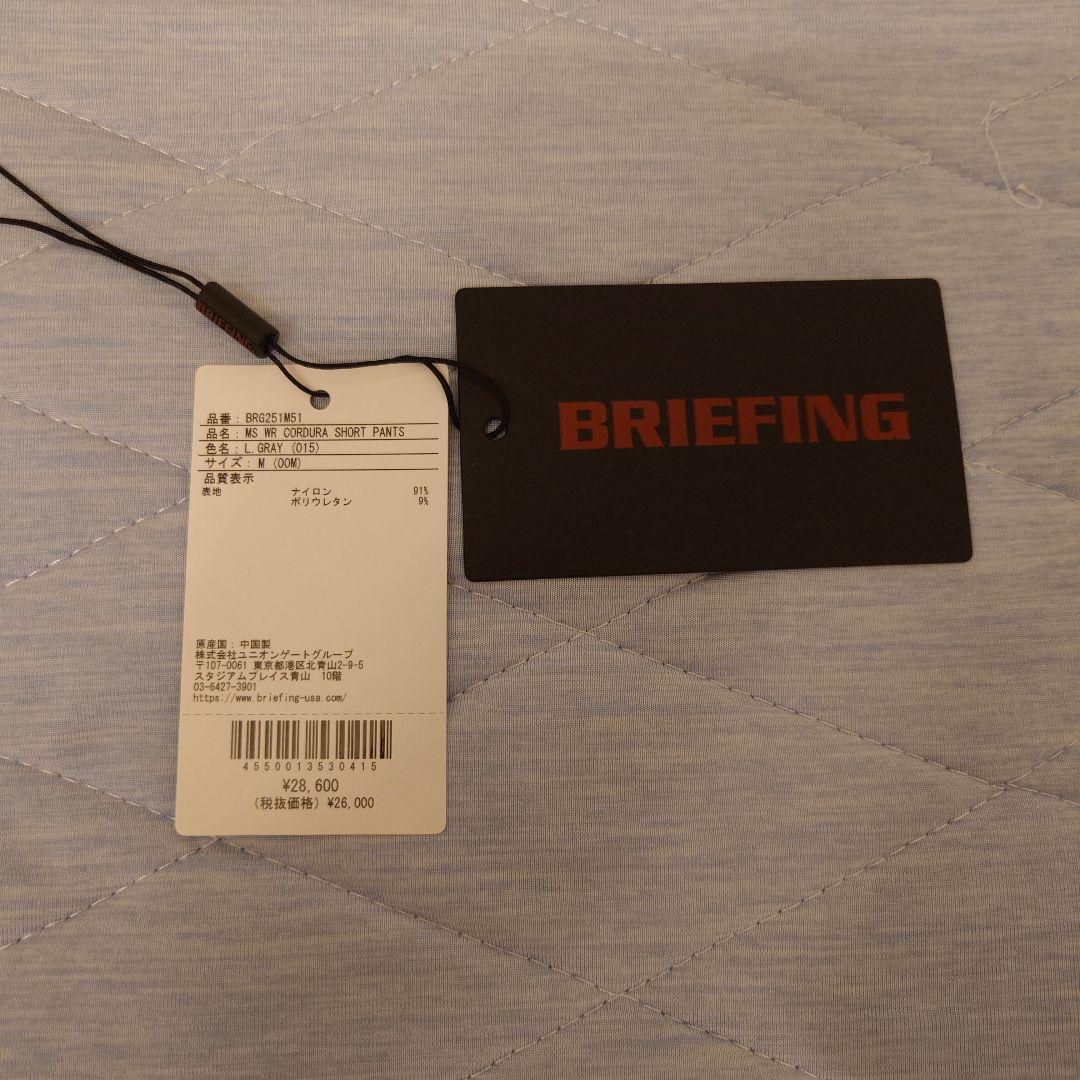 BRIEFING
品番: BRG251M51
品名: MS WR CORDURA SHORT PANTS
色名: L.GRAY (015)
サイズ: M (00M)
品質表示
表地 ナイロン 91%
ポリウレタン 9%
原産国: 中国製
株式会社ユニオンゲートグループ
〒107-0061 東京都港区北青山2-9-5
スタジアムプレイス青山 10階
03-6427-3901
https://www.briefing-usa.com/
4550013530415
¥28,600
(税抜価格) ¥26,000
BRIEFING